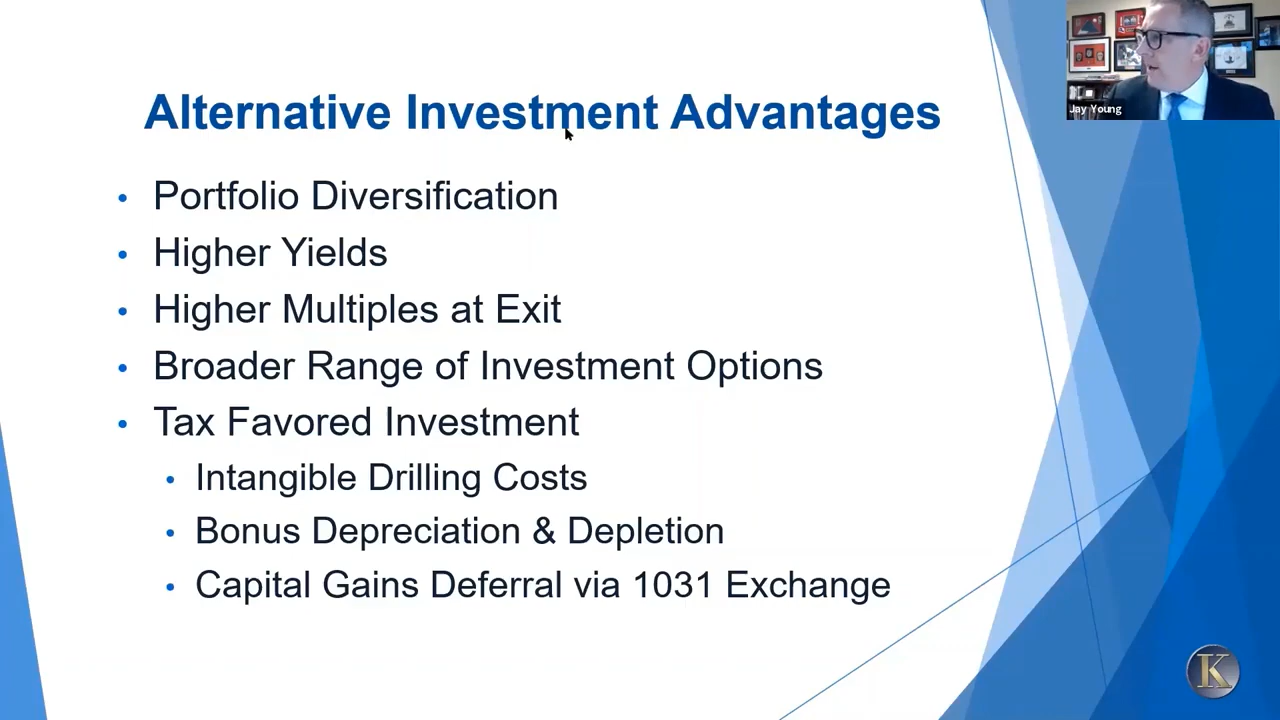 Alternative Investment Advantages
Jay Young
• Portfolio Diversification
• Higher Yields
• Higher Multiples at Exit
• Broader Range of Investment Options
• Tax Favored Investment
• Intangible Drilling Costs
• Bonus Depreciation & Depletion
• Capital Gains Deferral via 1031 Exchange
K